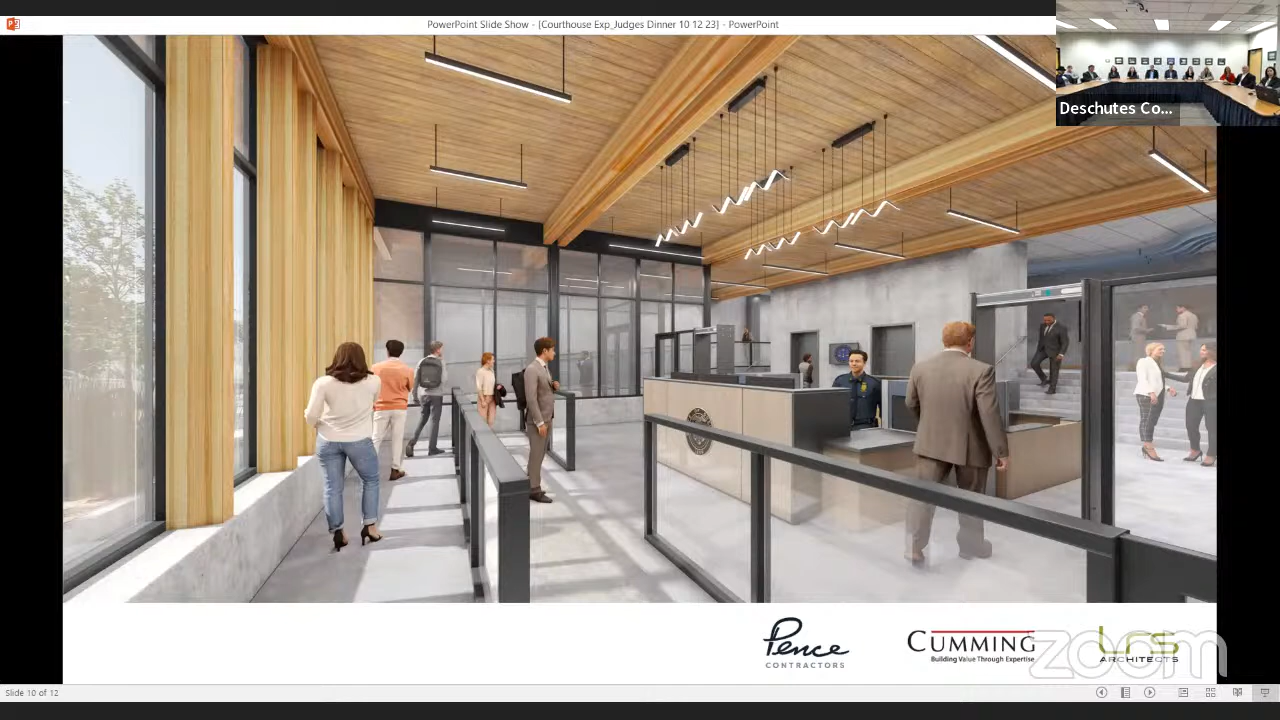 PowerPoint Slide Show - [Courthouse Exp_Judges Dinner 10 12 23] - PowerPoint
Deschutes Co...
Pence
CONTRACTORS
CUMMING
Building Value Through Expertise
LRS
ARCHITECTS
zoom
Slide 10 of 12